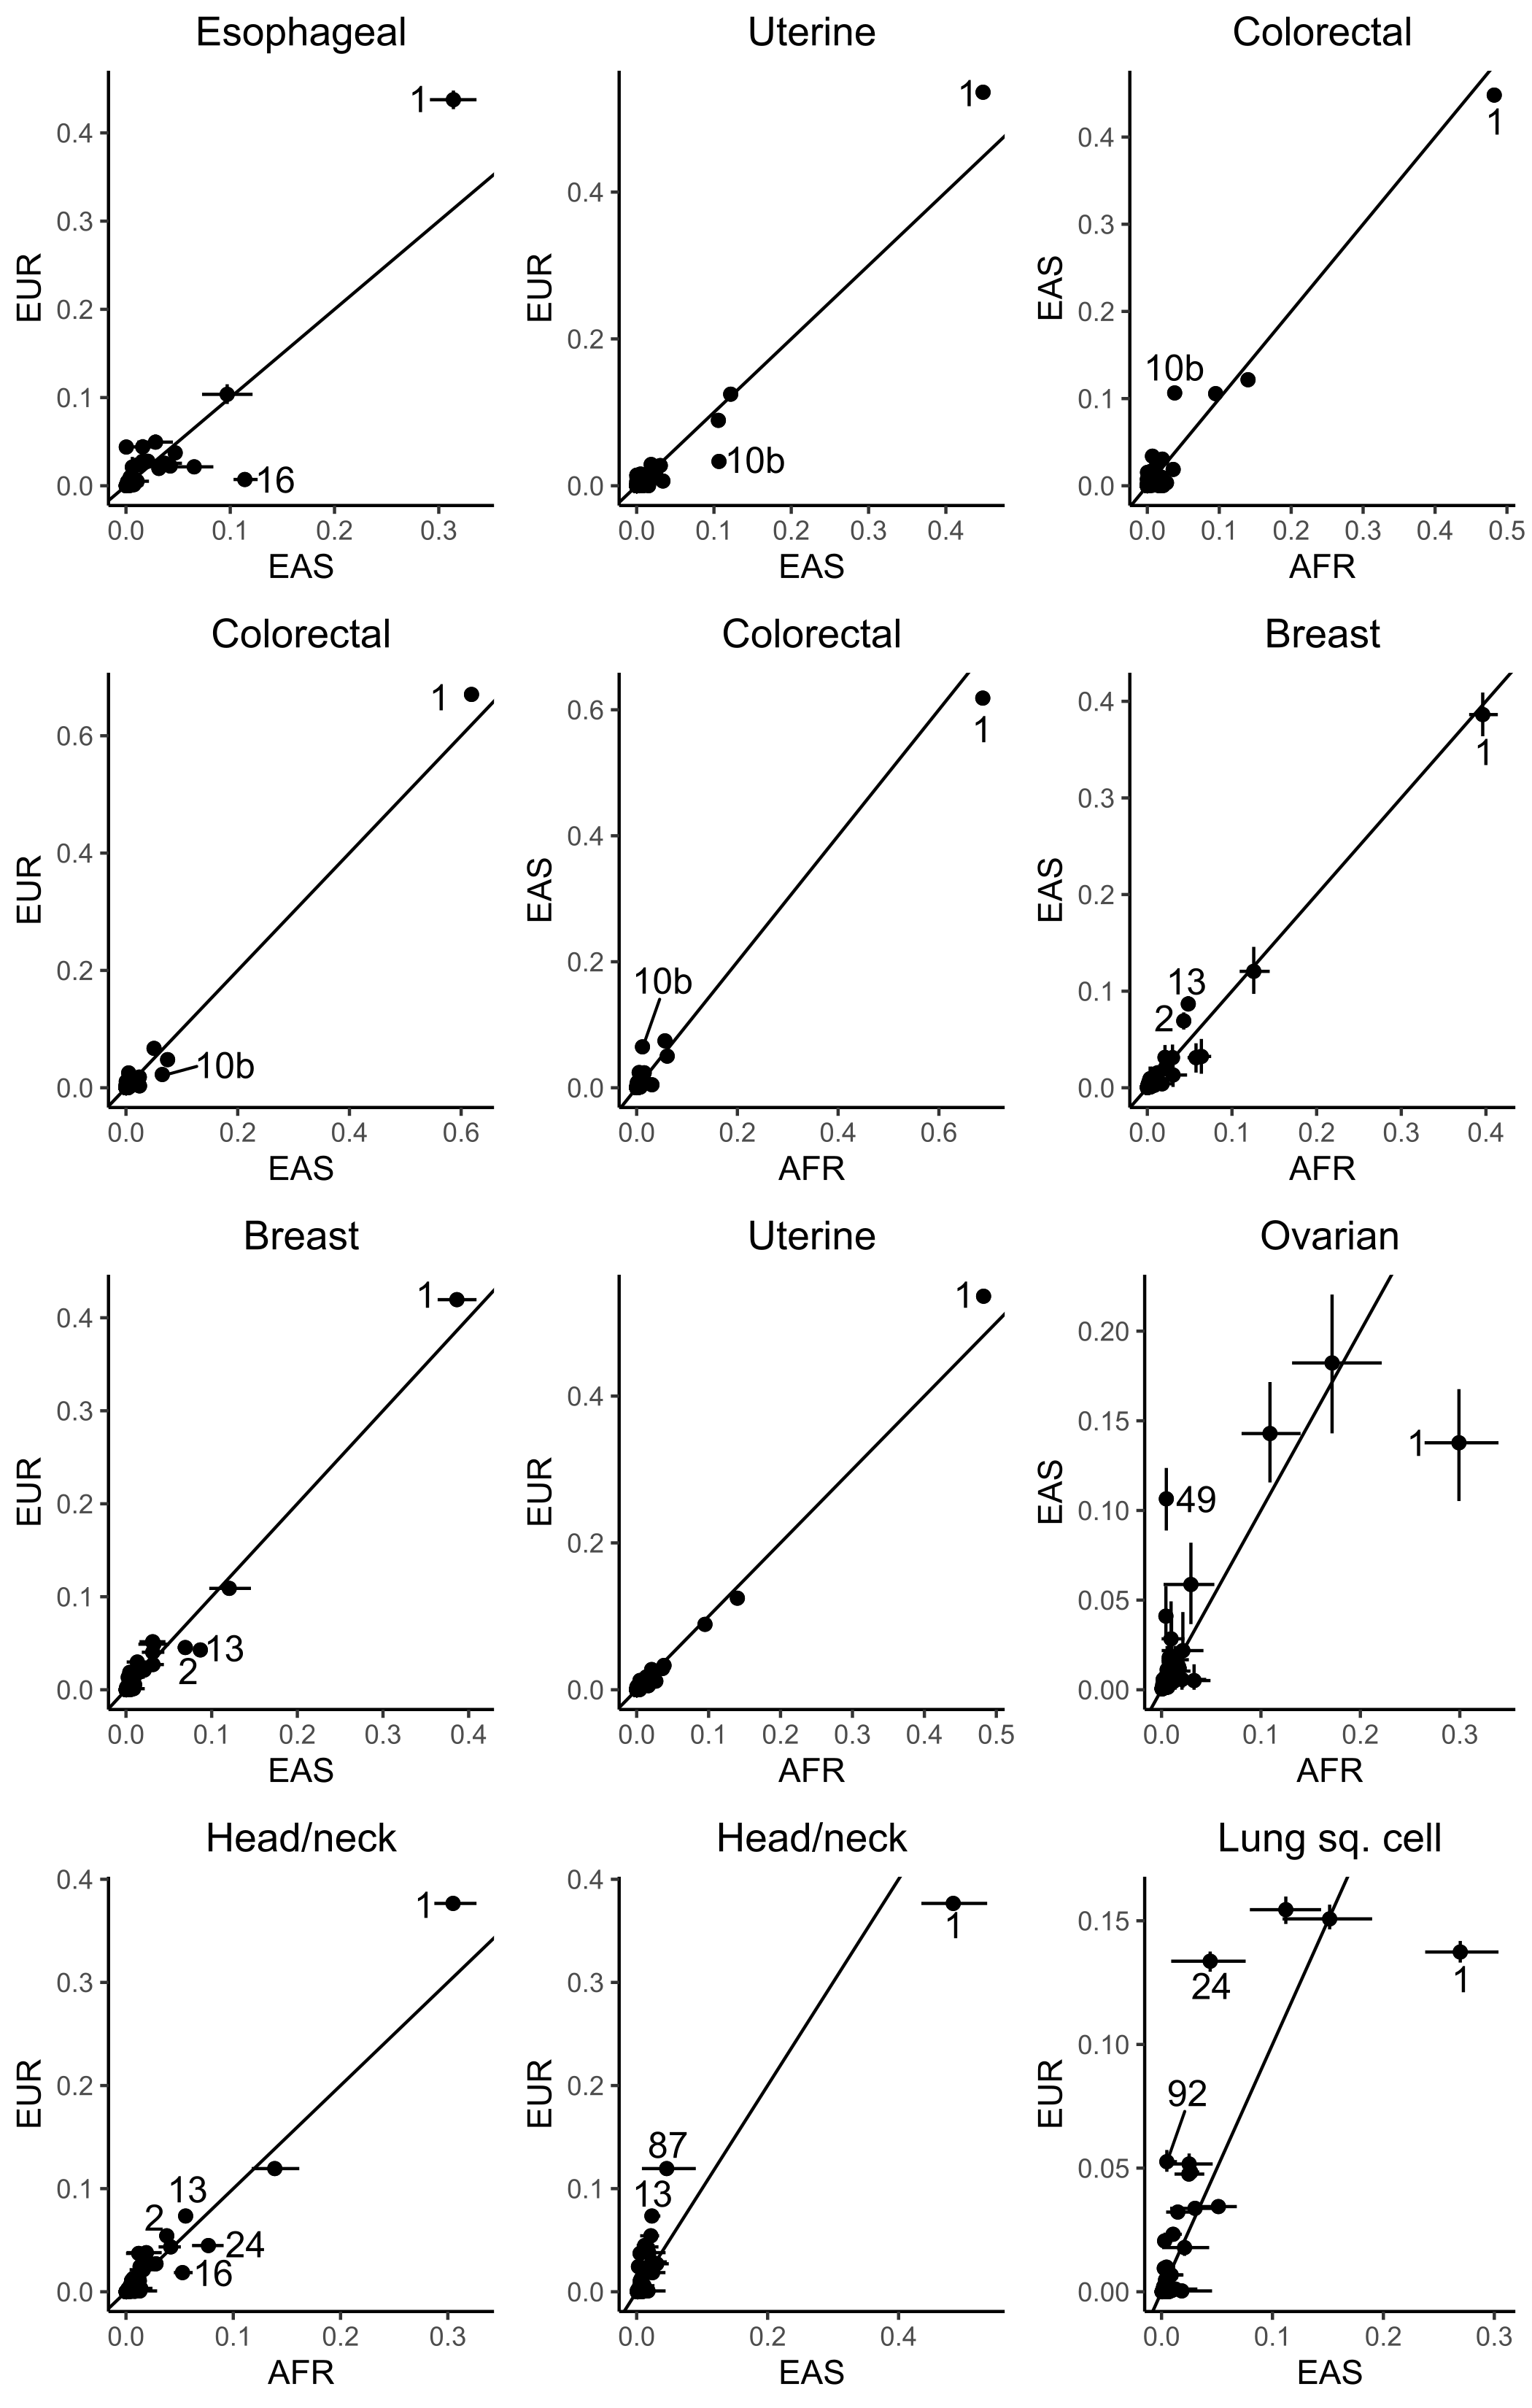 Esophageal
1
16
0.4
0.3
0.2
0.1
0.0
EUR
0.0 0.1 0.2 0.3
EAS
Uterine
1
10b
0.4
0.2
0.0
EUR
0.0 0.1 0.2 0.3 0.4
EAS
Colorectal
1
10b
0.4
0.3
0.2
0.1
0.0
EAS
0.0 0.1 0.2 0.3 0.4 0.5
AFR
Colorectal
1
10b
0.6
0.4
0.2
0.0
EUR
0.0 0.2 0.4 0.6
EAS
Colorectal
1
10b
0.6
0.4
0.2
0.0
EAS
0.0 0.2 0.4 0.6
AFR
Breast
1
13
2
0.4
0.3
0.2
0.1
0.0
EAS
0.0 0.1 0.2 0.3 0.4
AFR
Breast
1
13
2
0.4
0.3
0.2
0.1
0.0
EUR
0.0 0.1 0.2 0.3 0.4
EAS
Uterine
1
0.4
0.2
0.0
EUR
0.0 0.1 0.2 0.3 0.4 0.5
AFR
Ovarian
1
49
0.20
0.15
0.10
0.05
0.00
EAS
0.0 0.1 0.2 0.3
AFR
Head/neck
1
13
2
24
16
0.4
0.3
0.2
0.1
0.0
EUR
0.0 0.1 0.2 0.3
AFR
Head/neck
1
87
13
0.4
0.3
0.2
0.1
0.0
EUR
0.0 0.2 0.4
EAS
Lung sq. cell
24
1
92
0.15
0.10
0.05
0.00
EUR
0.0 0.1 0.2 0.3
EAS